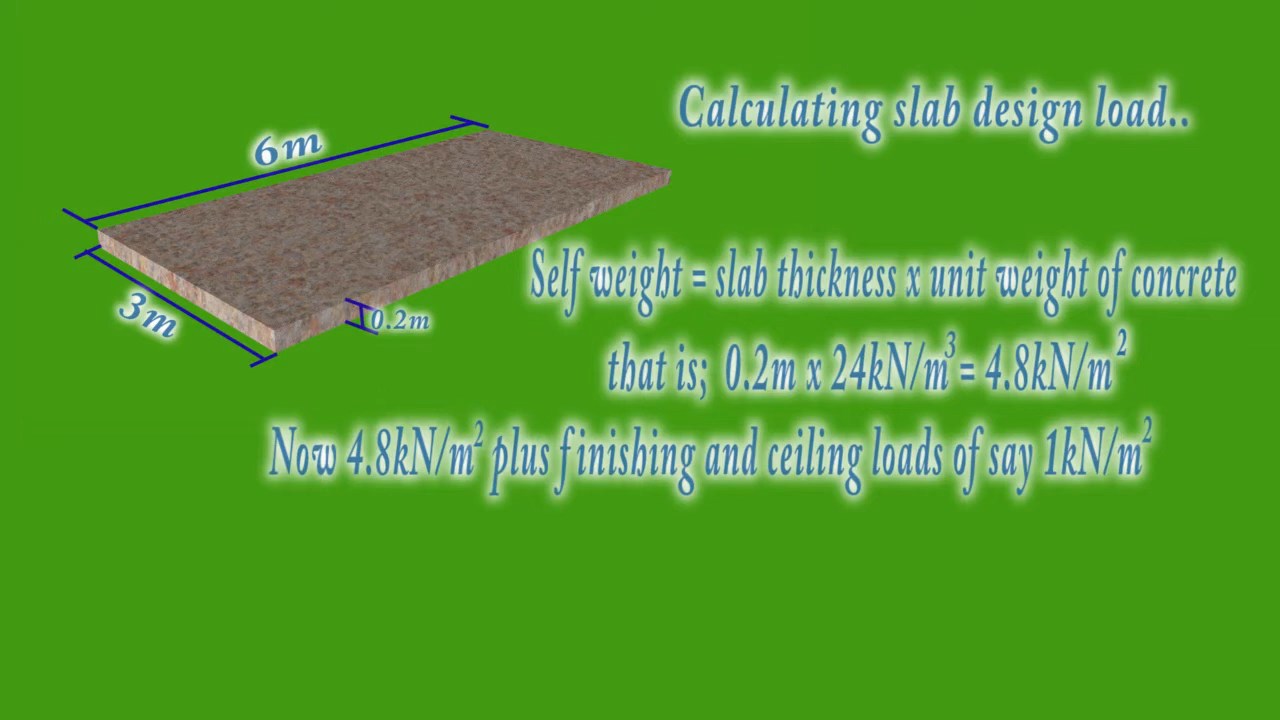 Calculating slab design load..
6m
3m
0.2m
Self weight = slab thickness x unit weight of concrete
that is; 0.2m x 24kN/m³ = 4.8kN/m²
Now 4.8kN/m² plus finishing and ceiling loads of say 1kN/m²